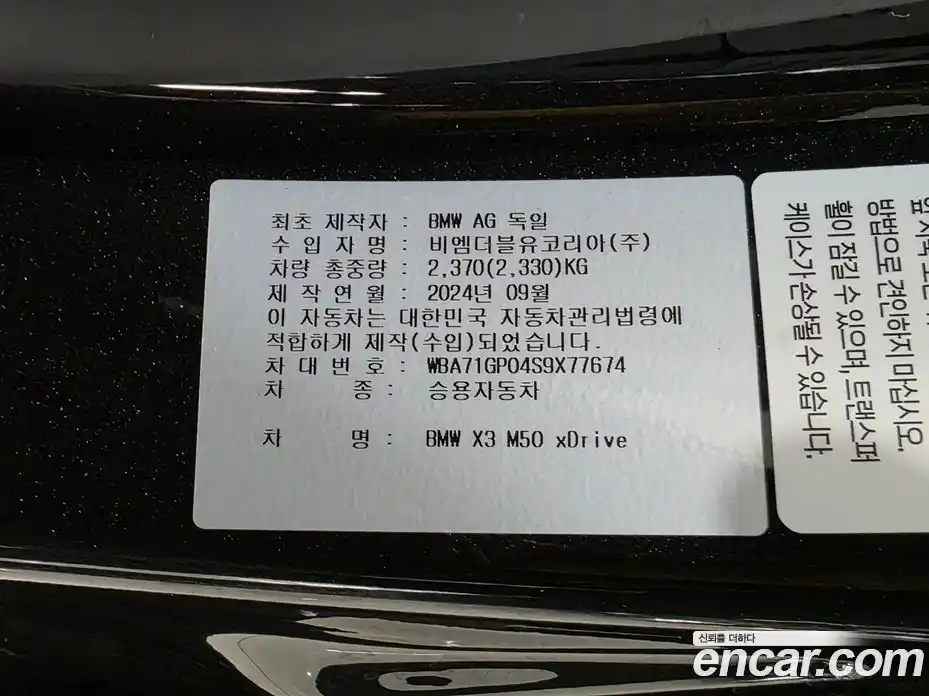 최초 제작자 : BMW AG 독일
수 입 자 명 : 비엠더블유코리아(주)
차량 총중량 : 2,370(2,330)KG
제 작 연 월 : 2024년 09월
이 자동차는 대한민국 자동차관리법령에
적합하게 제작(수입)되었습니다.
차 대 번 호 : WBA71GP04S9X77674
차 종 : 승용자동차
차 명 : BMW X3 M50 xDrive
방법으로 견인하지 마십시오.
휠이 잠길 수 있으며, 트랜스퍼
케이스가 손상될 수 있습니다.
신뢰를 더하다
encar.com